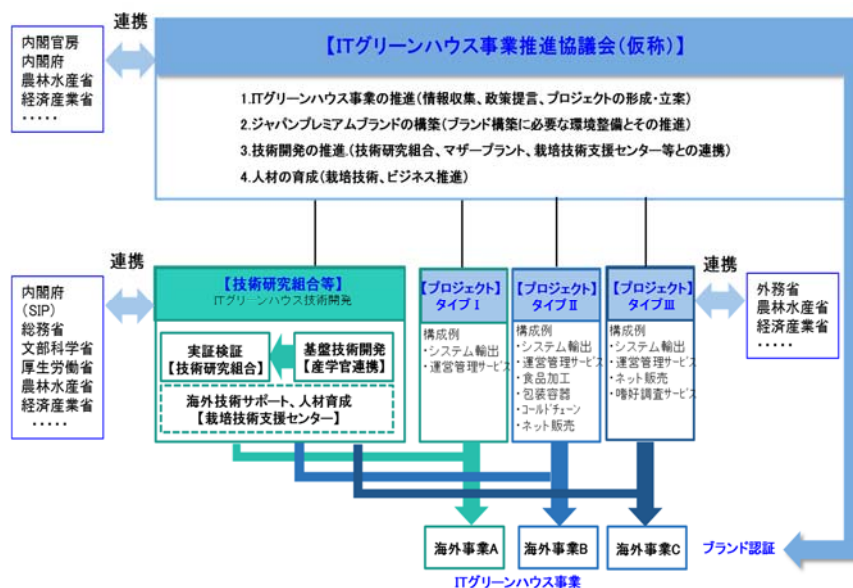 連携
内閣官房
内閣府
農林水産省
経済産業省
・・・・・
【ITグリーンハウス事業推進協議会(仮称)】
1.ITグリーンハウス事業の推進(情報収集、政策提言、プロジェクトの形成・立案)
2.ジャパンプレミアムブランドの構築(ブランド構築に必要な環境整備とその推進)
3.技術開発の推進.(技術研究組合、マザープラント、栽培技術支援センター等との連携)
4.人材の育成(栽培技術、ビジネス推進)
連携
内閣府
(SIP)
総務省
文部科学省
厚生労働省
農林水産省
経済産業省
・・・・・
【技術研究組合等】
ITグリーンハウス技術開発
実証検証
【技術研究組合】
基盤技術開発
【産学官連携】
海外技術サポート、人材育成
【栽培技術支援センター】
【プロジェクト】
タイプⅠ
構成例
・システム輸出
・運営管理サービス
【プロジェクト】
タイプⅡ
構成例
・システム輸出
・運営管理サービス
・食品加工
・包装容器
・コールドチェーン
・ネット販売
【プロジェクト】
タイプⅢ
構成例
・システム輸出
・運営管理サービス
・ネット販売
・嗜好調査サービス
連携
外務省
農林水産省
経済産業省
・・・・・
海外事業A
海外事業B
海外事業C
ブランド認証
ITグリーンハウス事業